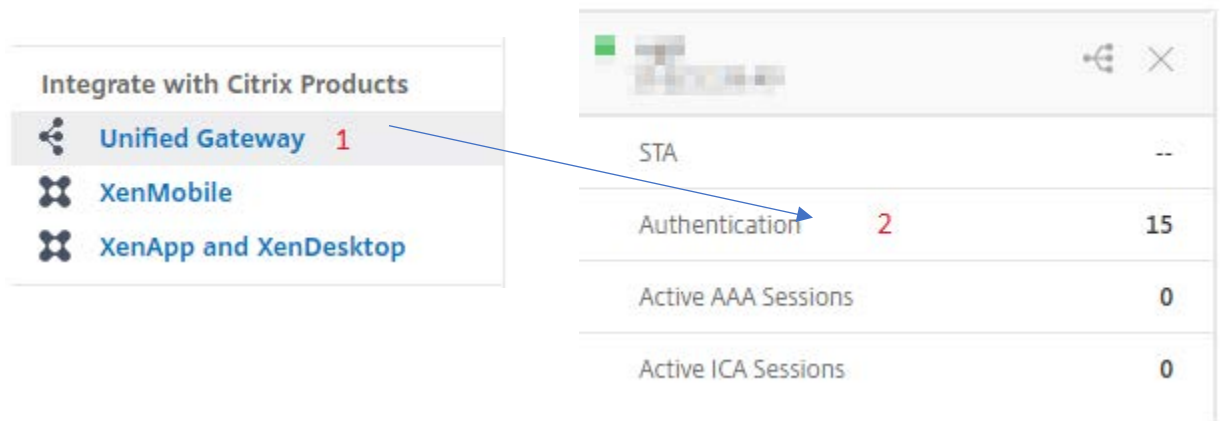 Integrate with Citrix Products
Unified Gateway 1
XenMobile
XenApp and XenDesktop
STA --
Authentication 2 15
Active AAA Sessions 0
Active ICA Sessions 0